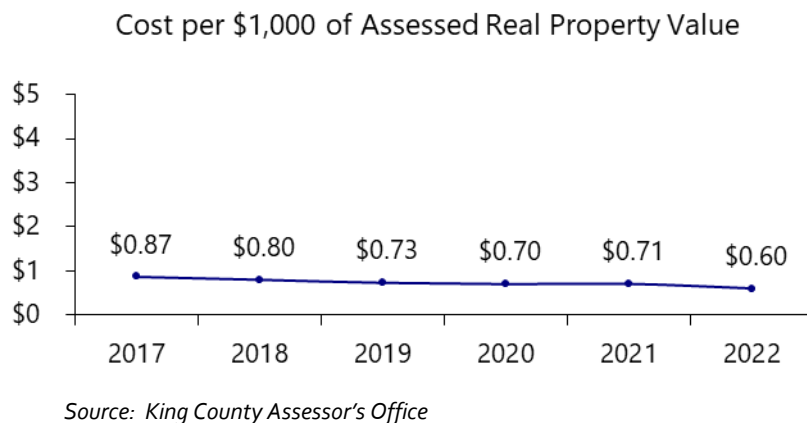 Cost per $1,000 of Assessed Real Property Value
$5
$4
$3
$2
$1
$0
$0.87 $0.80 $0.73 $0.70 $0.71 $0.60
2017 2018 2019 2020 2021 2022
Source: King County Assessor's Office